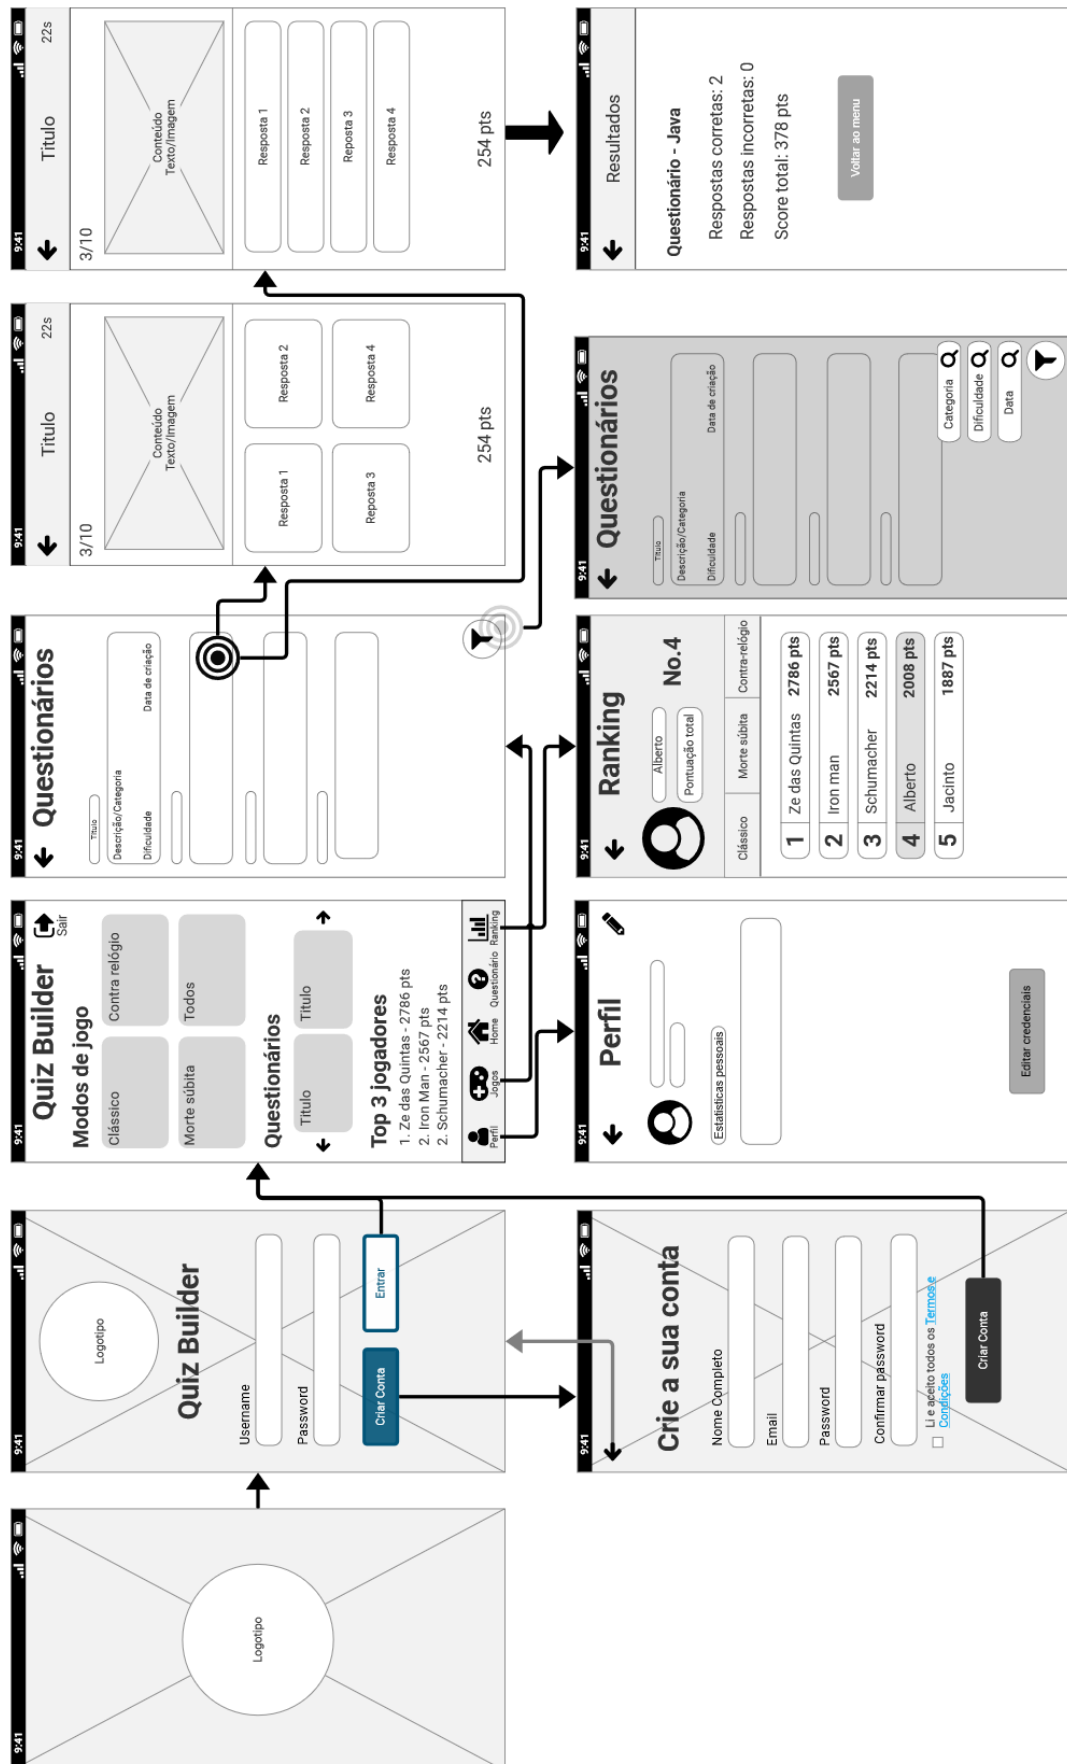 9:41
Logotipo
9:41
Logotipo
Quiz Builder
Username
Password
Criar Conta
Entrar
9:41
Quiz Builder
Sair
Modos de jogo
Clássico
Contra relógio
Morte súbita
Todos
Questionários
Titulo
Titulo
Top 3 jogadores
1. Ze das Quintas - 2786 pts
2. Iron Man - 2567 pts
2. Schumacher - 2214 pts
Perfil
Jogos
Home
Questionário
Ranking
9:41
Questionários
Titulo
Descrição/Categoria
Dificuldade
Data de criação
9:41
Titulo
22s
3/10
Conteúdo
Texto/Imagem
Resposta 1
Resposta 2
Resposta 3
Resposta 4
254 pts
9:41
Titulo
22s
3/10
Conteúdo
Texto/Imagem
Resposta 1
Resposta 2
Reposta 3
Resposta 4
254 pts
9:41
Crie a sua conta
Nome Completo
Email
Password
Confirmar password
Li e aceito todos os Termos e
Condições
Criar Conta
9:41
Perfil
Estatisticas pessoais
Editar credenciais
9:41
Ranking
Alberto
No.4
Pontuação total
Clássico
Morte súbita
Contra-relógio
1 Ze das Quintas 2786 pts
2 Iron man 2567 pts
3 Schumacher 2214 pts
4 Alberto 2008 pts
5 Jacinto 1887 pts
9:41
Questionários
Titulo
Descrição/Categoria
Dificuldade
Data de criação
Categoria
Dificuldade
Data
9:41
Resultados
Questionário - Java
Respostas corretas: 2
Respostas incorretas: 0
Score total: 378 pts
Voltar ao menu